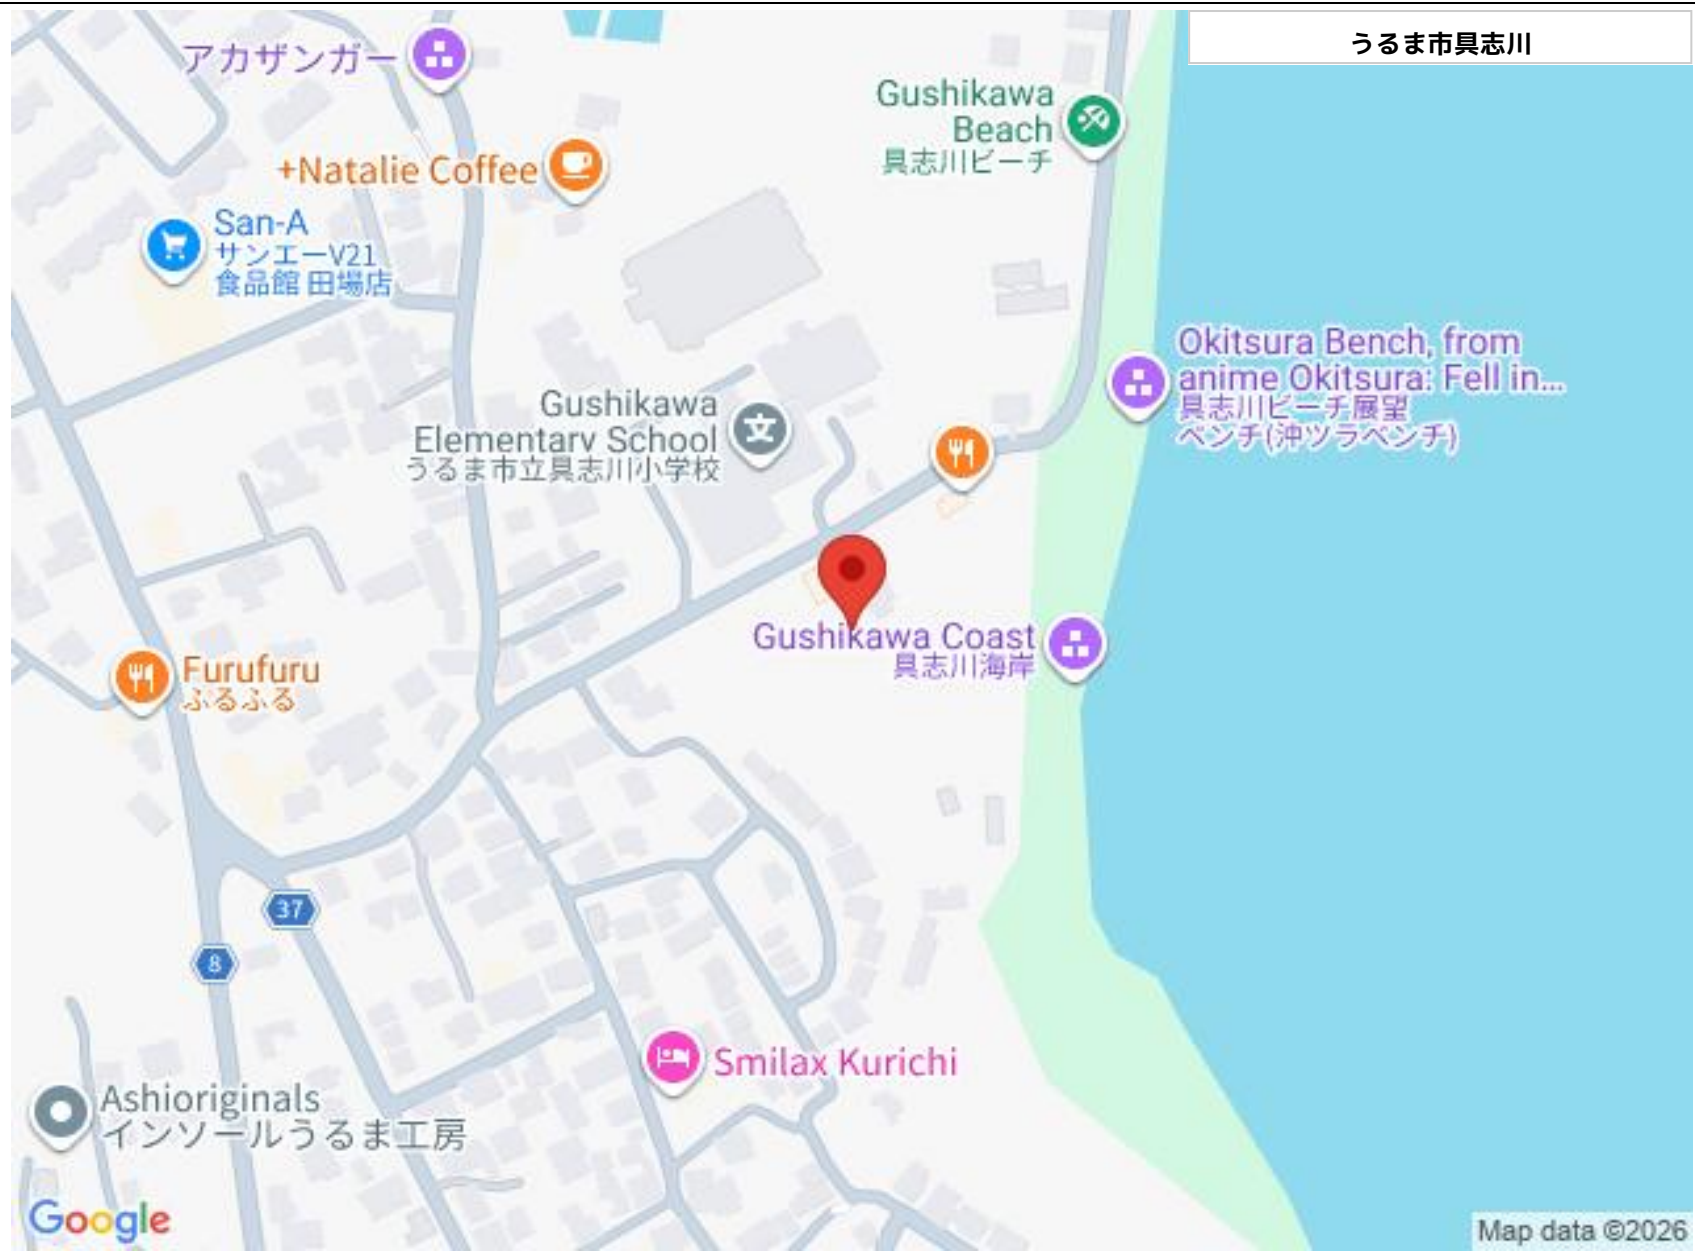 うるま市具志川
アカザンガー
Gushikawa
Beach
具志川ビーチ
+Natalie Coffee
San-A
サンエーV21
食品館 田場店
Okitsura Bench, from
anime Okitsura: Fell in...
具志川ビーチ展望
ベンチ(沖ツラベンチ)
Gushikawa
Elementary School
うるま市立具志川小学校
Gushikawa Coast
具志川海岸
Furufuru
ふるふる
37
8
Smilax Kurichi
Ashioriginals
インソールうるま工房
Google
Map data ©2026